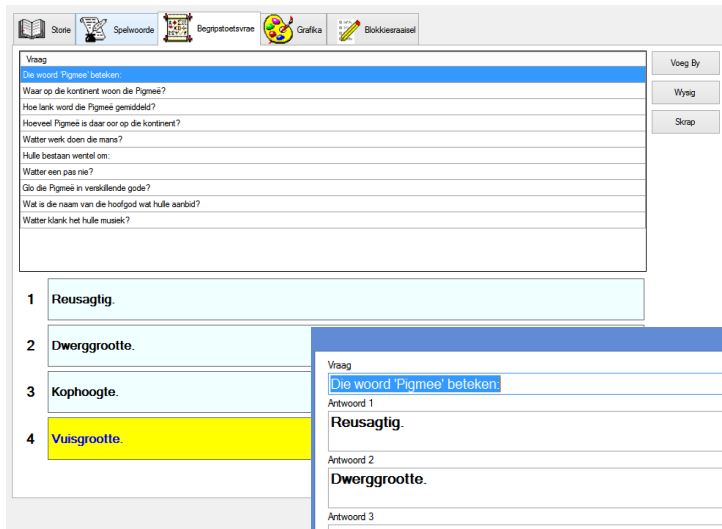 Storie Spelwoorde Begripstoetsvrae Grafika Blokkiesraaisel
Vraag
Die woord 'Pigmee' beteken:
Waar op die kontinent woon die Pigmeë?
Hoe lank word die Pigmeë gemiddeld?
Hoeveel Pigmeë is daar oor op die kontinent?
Watter werk doen die mans?
Hulle bestaan wentel om:
Watter een pas nie?
Glo die Pigmeë in verskillende gode?
Wat is die naam van die hoofgod wat hulle aanbid?
Watter klank het hulle musiek?
Voeg By
Wysig
Skrap
1 Reusagtig.
2 Dwerggrootte.
3 Kophoogte.
4 Vuisgrootte.
Vraag
Die woord 'Pigmee' beteken:
Antwoord 1
Reusagtig.
Antwoord 2
Dwerggrootte.
Antwoord 3